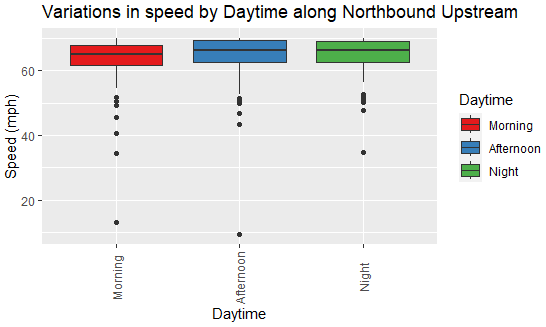 Variations in speed by Daytime along Northbound Upstream
Speed (mph)
60
40
20
Morning
Afternoon
Night
Daytime
Daytime
Morning
Afternoon
Night